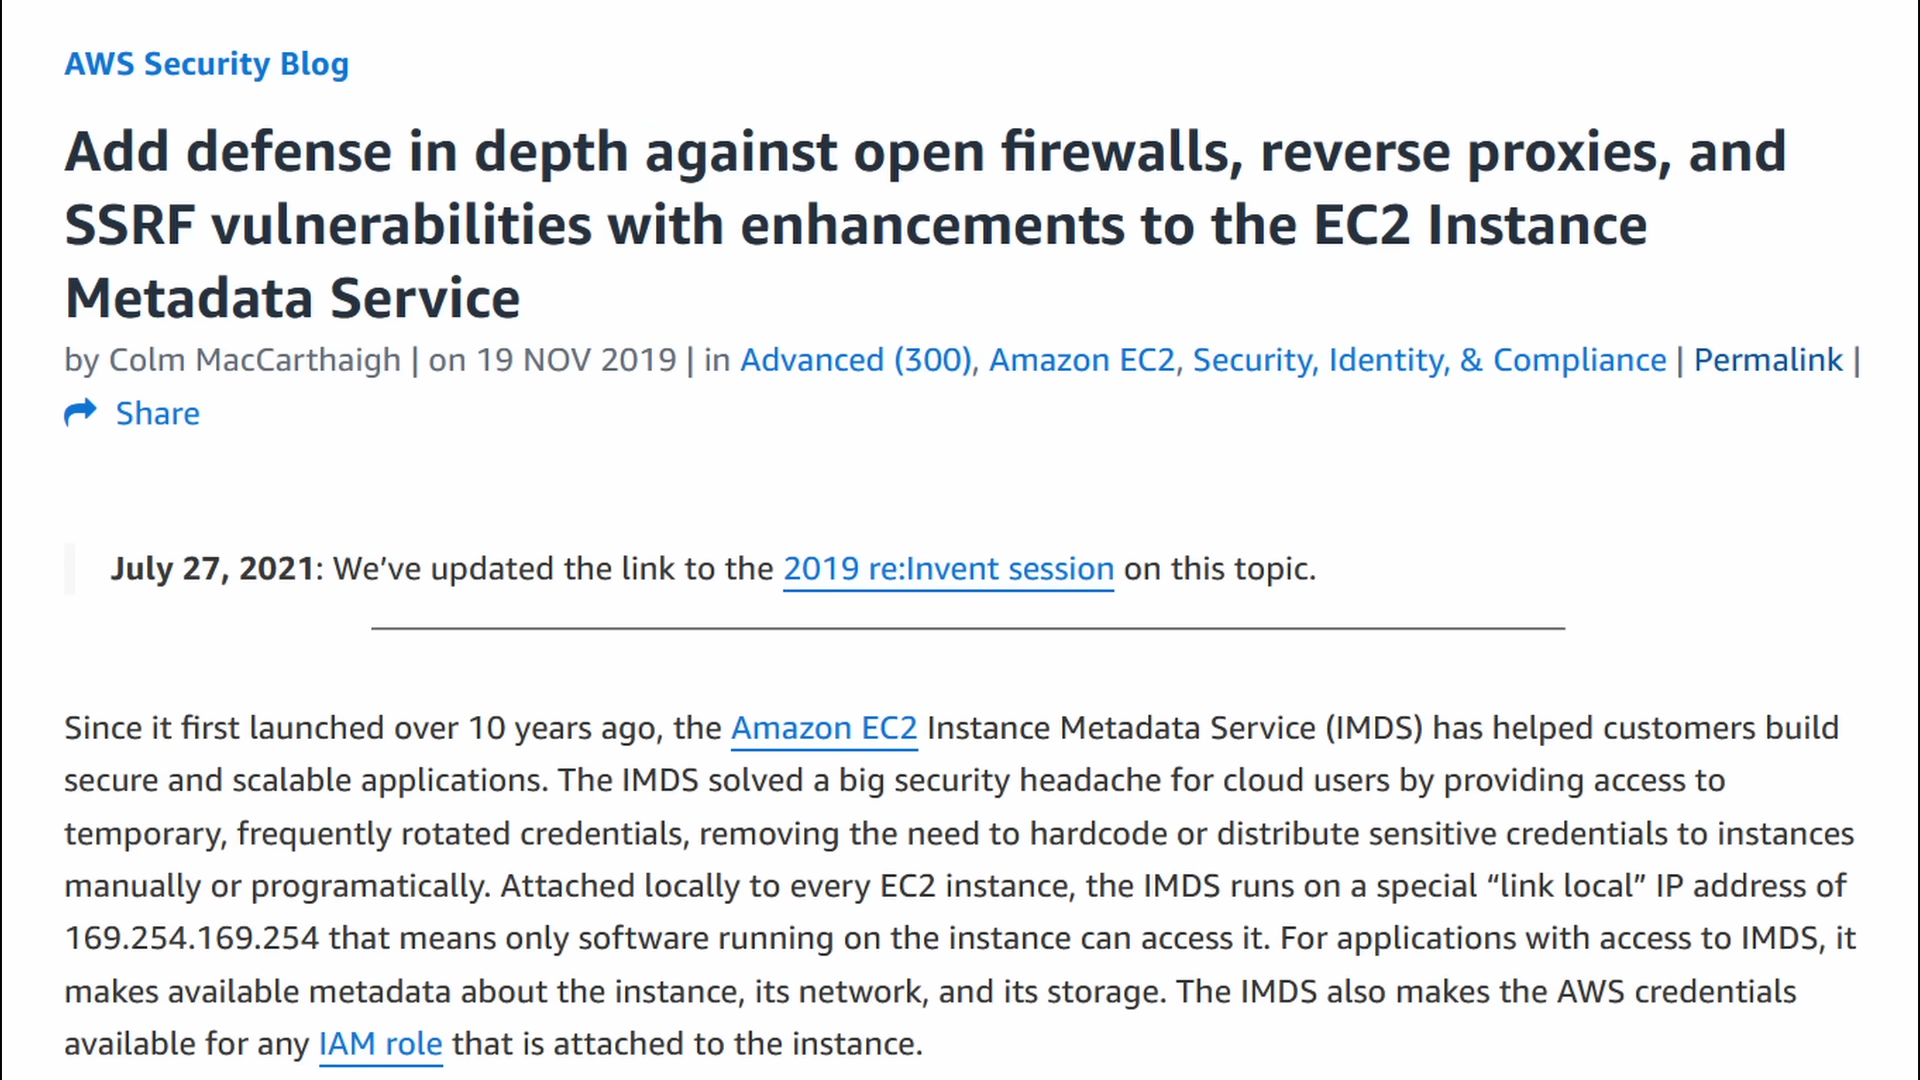 AWS Security Blog
Add defense in depth against open firewalls, reverse proxies, and
SSRF vulnerabilities with enhancements to the EC2 Instance
Metadata Service
by Colm MacCarthaigh | on 19 NOV 2019 | in Advanced (300), Amazon EC2, Security, Identity, & Compliance | Permalink |
Share
July 27, 2021: We’ve updated the link to the 2019 re:Invent session on this topic.
Since it first launched over 10 years ago, the Amazon EC2 Instance Metadata Service (IMDS) has helped customers build
secure and scalable applications. The IMDS solved a big security headache for cloud users by providing access to
temporary, frequently rotated credentials, removing the need to hardcode or distribute sensitive credentials to instances
manually or programatically. Attached locally to every EC2 instance, the IMDS runs on a special “link local” IP address of
169.254.169.254 that means only software running on the instance can access it. For applications with access to IMDS, it
makes available metadata about the instance, its network, and its storage. The IMDS also makes the AWS credentials
available for any IAM role that is attached to the instance.